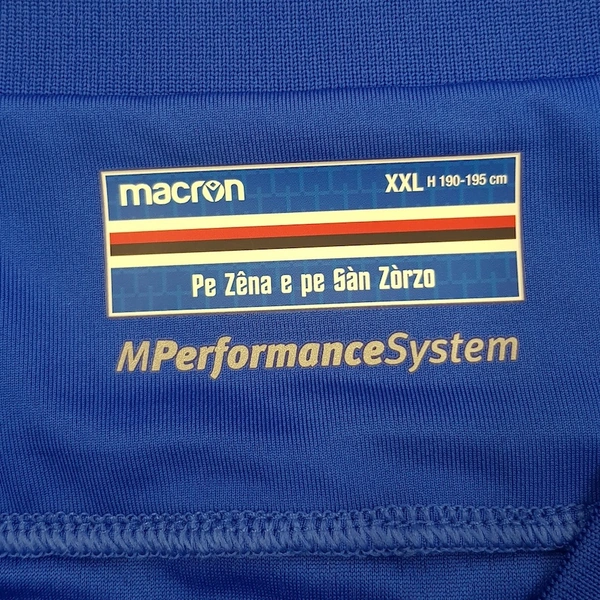 macron XXL H 190-195 cm
Pe Zêna e pe Sàn Zòrzo
MPerformanceSystem